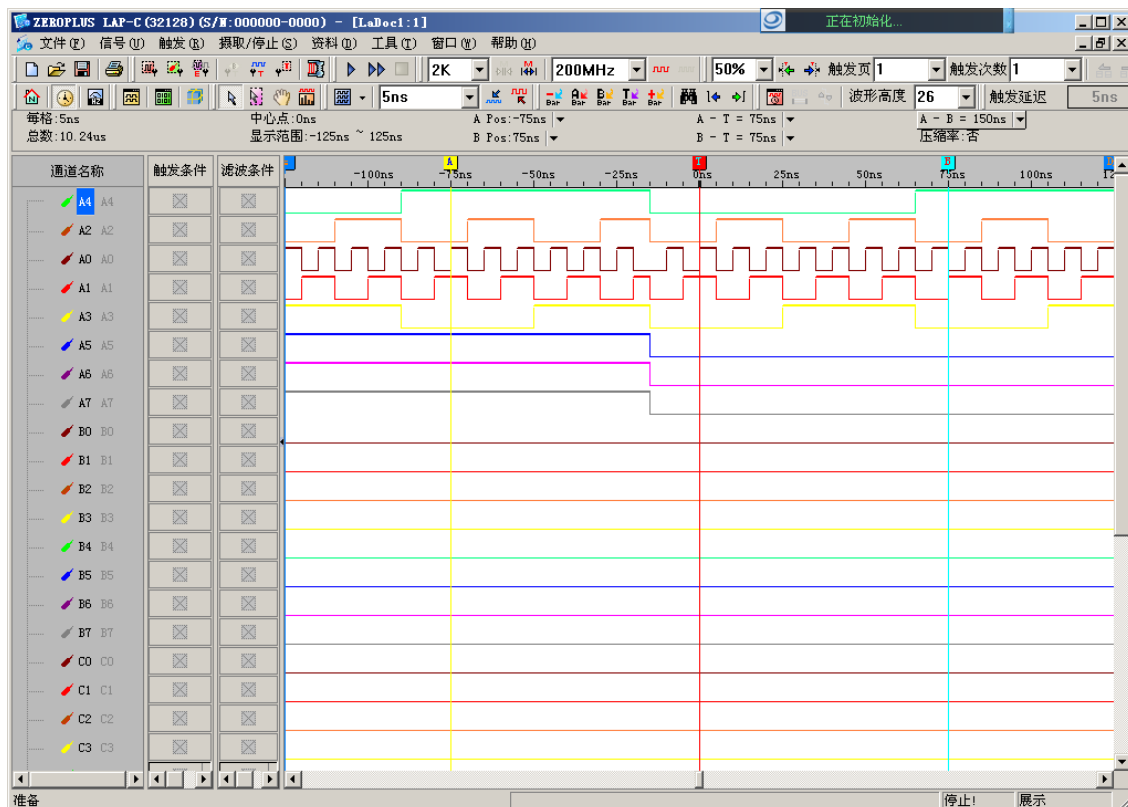 ZEROPLUS LAP-C(32128)(S/N:000000-0000) - [LaDoc1:1]
正在初始化...
文件(F) 信号(U) 触发(R) 摄取/停止(S) 资料(D) 工具(T) 窗口(W) 帮助(H)
2K 200MHz 50% 触发页 1 触发次数 1
5ns Bar Bar Bar Bar Bar 波形高度 26 触发延迟 5ns
每格:5ns 中心点:0ns A Pos:-75ns A - T = 75ns A - B = 150ns
总数:10.24us 显示范围:-125ns ~ 125ns B Pos:75ns B - T = 75ns 压缩率:否
通道名称 触发条件 滤波条件 A T B
-100ns -75ns -50ns -25ns 0ns 25ns 50ns 75ns 100ns 12
A4 A4
A2 A2
A0 A0
A1 A1
A3 A3
A5 A5
A6 A6
A7 A7
B0 B0
B1 B1
B2 B2
B3 B3
B4 B4
B5 B5
B6 B6
B7 B7
C0 C0
C1 C1
C2 C2
C3 C3
准备 停止! 展示